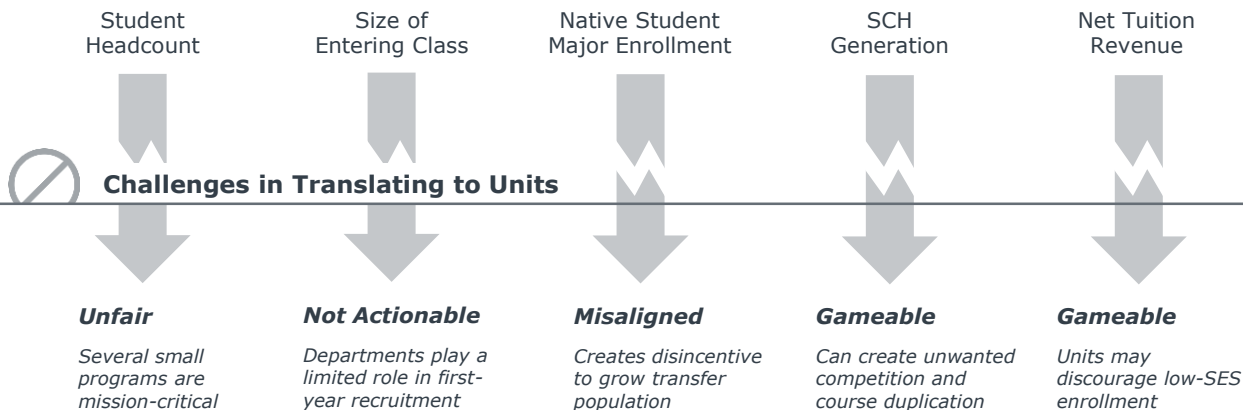 Student
Headcount
Size of
Entering Class
Native Student
Major Enrollment
SCH
Generation
Net Tuition
Revenue
Challenges in Translating to Units
Unfair
Several small
programs are
mission-critical
Not Actionable
Departments play a
limited role in first-
year recruitment
Misaligned
Creates disincentive
to grow transfer
population
Gameable
Can create unwanted
competition and
course duplication
Gameable
Units may
discourage low-SES
enrollment